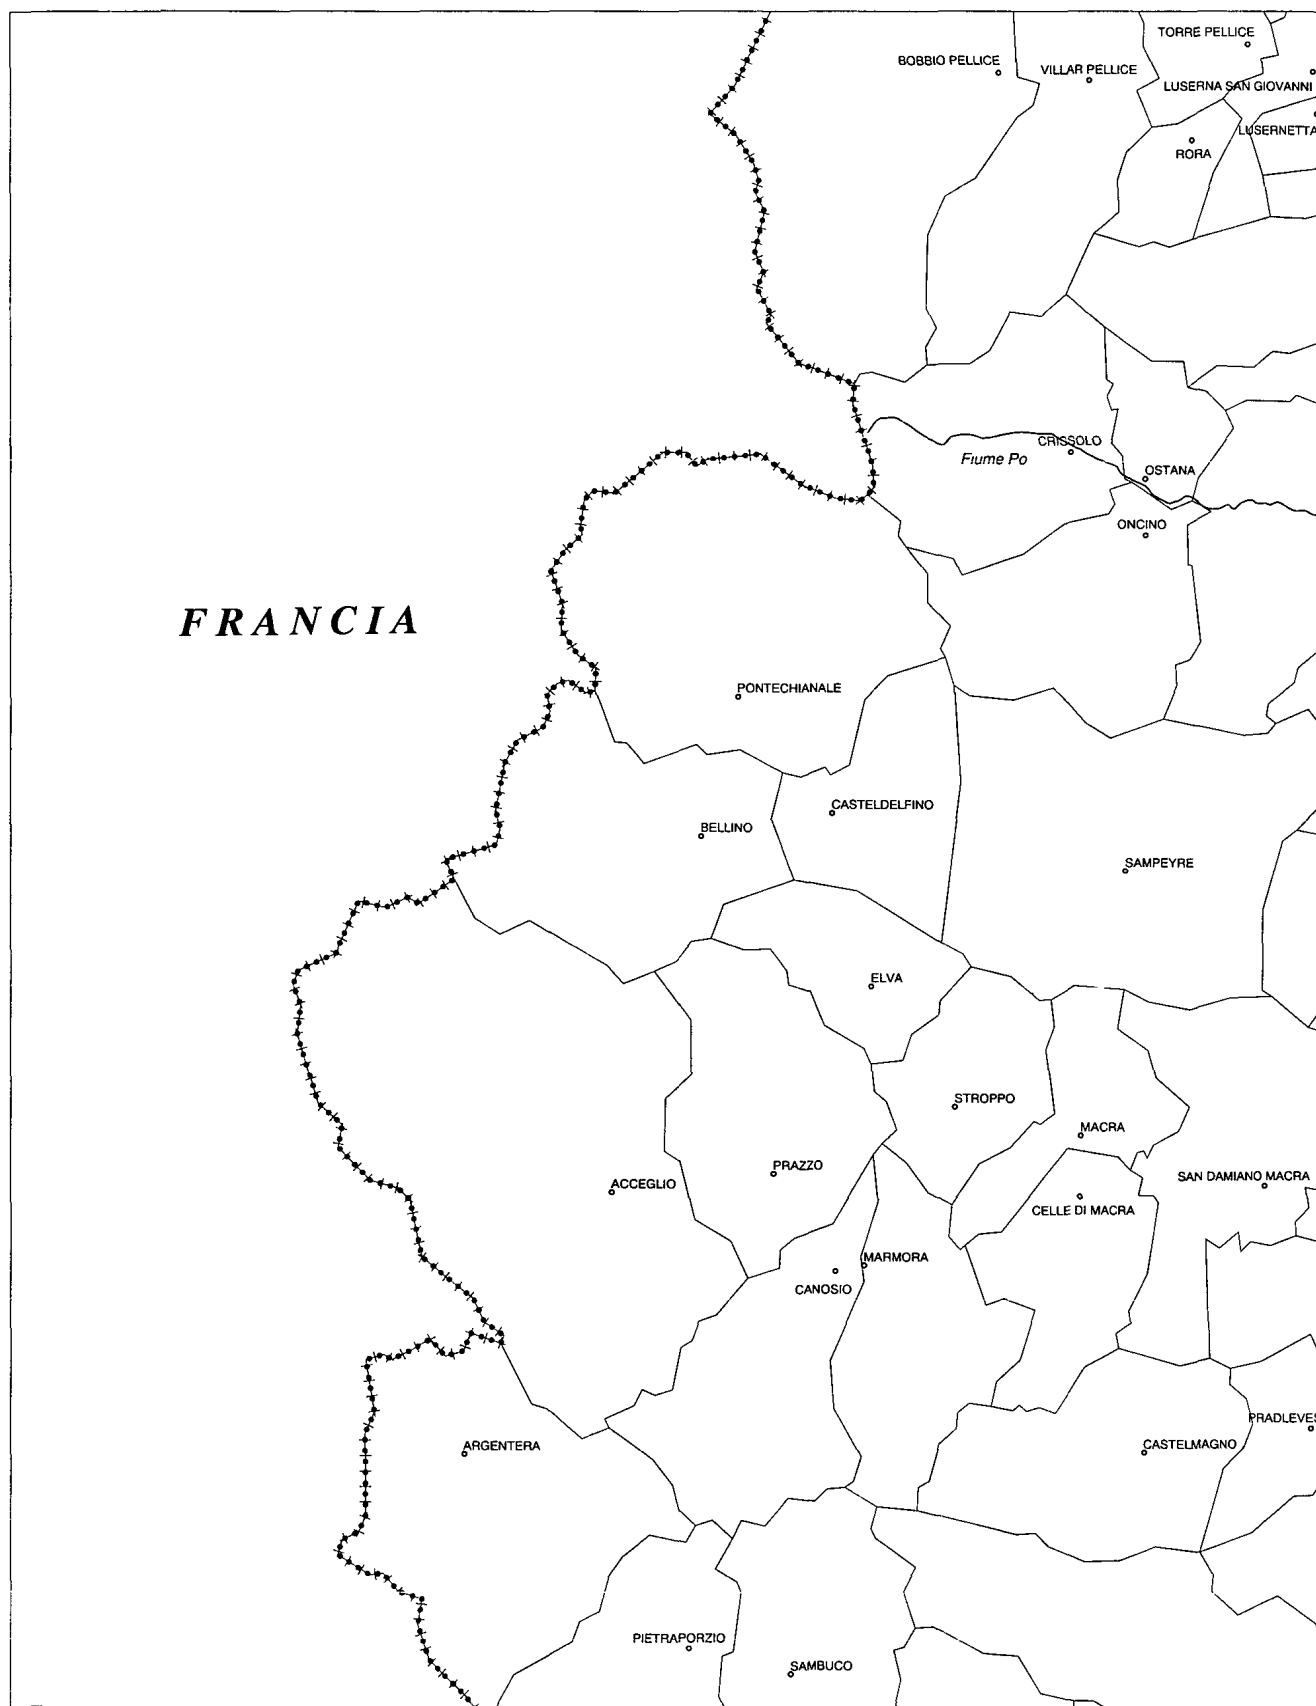 TORRE PELLICE
BOBBIO PELLICE
VILLAR PELLICE
LUSERNA SAN GIOVANNI
LUSERNETTA
RORA
CRISSOLO
Fiume Po
OSTANA
ONCINO
FRANCIA
PONTECHIANALE
CASTELDELFINO
BELLINO
SAMPEYRE
ELVA
STROPPO
MACRA
PRAZZO
SAN DAMIANO MACRA
ACCEGLIO
CELLE DI MACRA
MARMORA
CANOSIO
PRADLEVES
ARGENTERA
CASTELMAGNO
PIETRAPORZIO
SAMBUCO